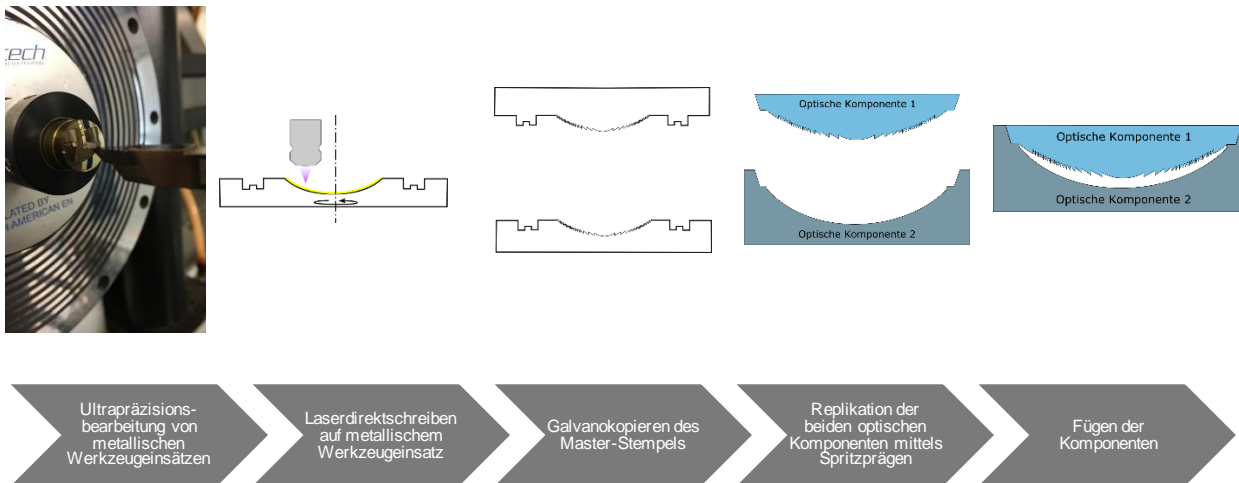 tech
LATED BY
H AMERICAN EN
Optische Komponente 1
Optische Komponente 2
Optische Komponente 1
Optische Komponente 2
Ultrapräzisions-
bearbeitung von
metallischen
Werkzeugeinsätzen
Laserdirektschreiben
auf metallischem
Werkzeugeinsatz
Galvanokopieren des
Master-Stempels
Replikation der
beiden optischen
Komponenten mittels
Spritzprägen
Fügen der
Komponenten